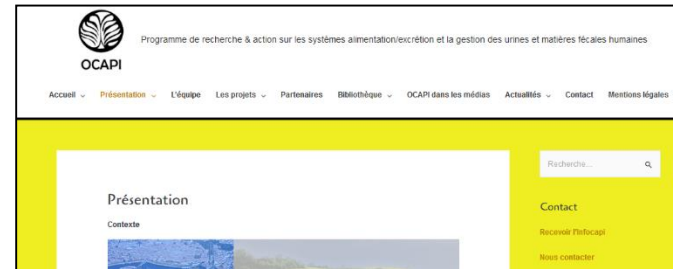 Programme de recherche & action sur les systèmes alimentation/excrétion et la gestion des urines et matières fécales humaines
OCAPI
Accueil Présentation L'équipe Les projets Partenaires Bibliothèque OCAPI dans les médias Actualités Contact Mentions légales
Recherche...
Présentation
Contexte
Contact
Recevoir l'Infocapi
Nous contacter